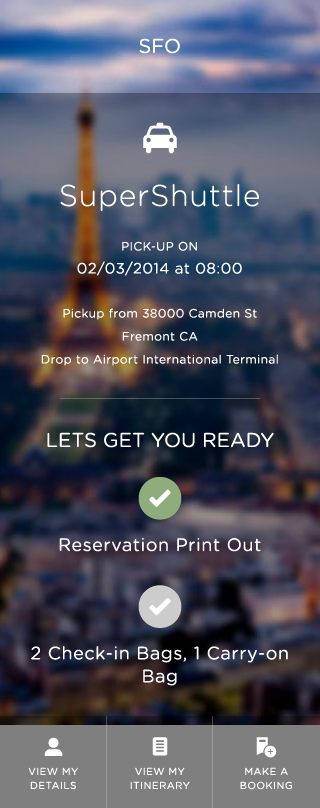 SFO
SuperShuttle
PICK-UP ON
02/03/2014 at 08:00
Pickup from 38000 Camden St
Fremont CA
Drop to Airport International Terminal
LETS GET YOU READY
Reservation Print Out
2 Check-in Bags, 1 Carry-on
Bag
VIEW MY
DETAILS
VIEW MY
ITINERARY
MAKE A
BOOKING